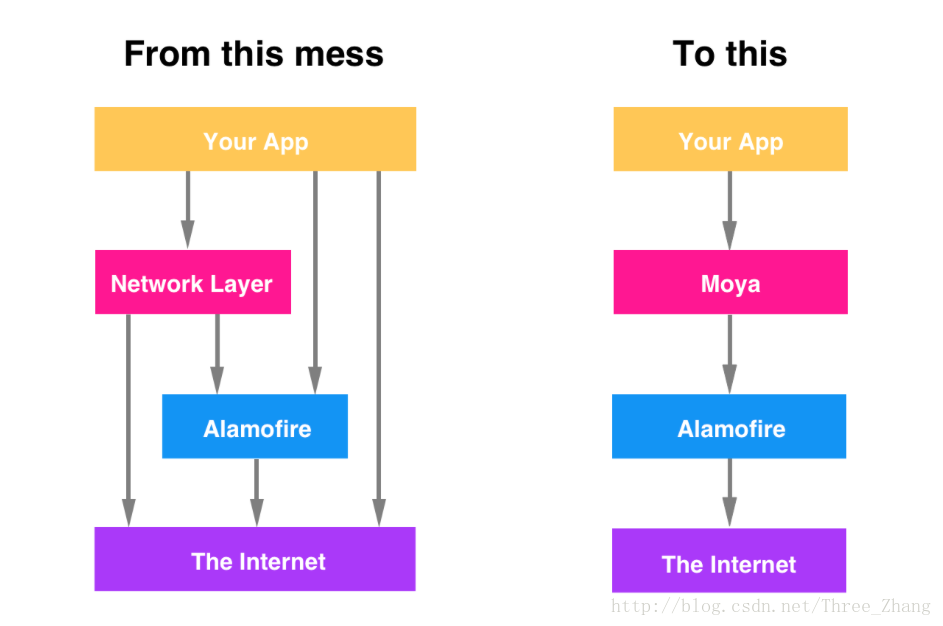 From this mess
Your App
Network Layer
Alamofire
The Internet
To this
Your App
Moya
Alamofire
The Internet
http://blog.csdn.net/Three_Zhang